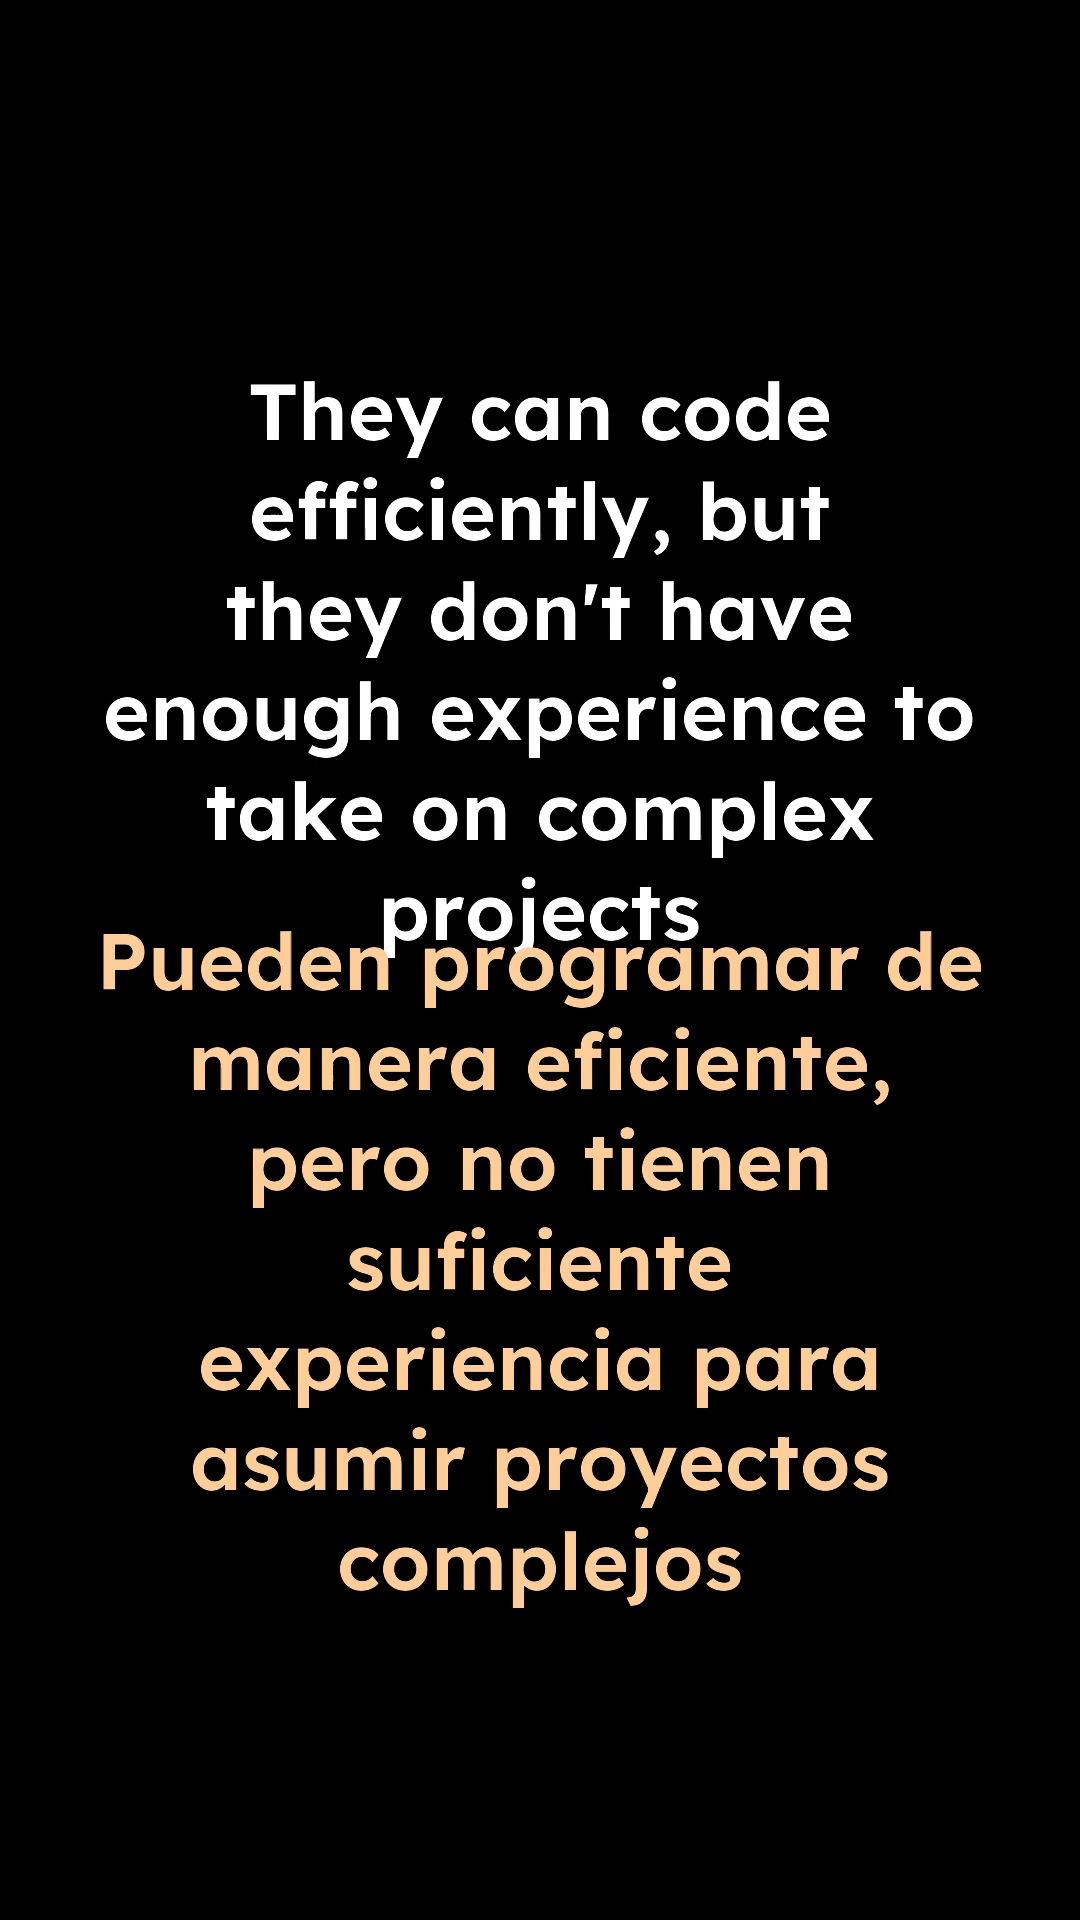 They can code
efficiently, but
they don't have
enough experience to
take on complex
projects
Pueden programar de
manera eficiente,
pero no tienen
suficiente
experiencia para
asumir proyectos
complejos